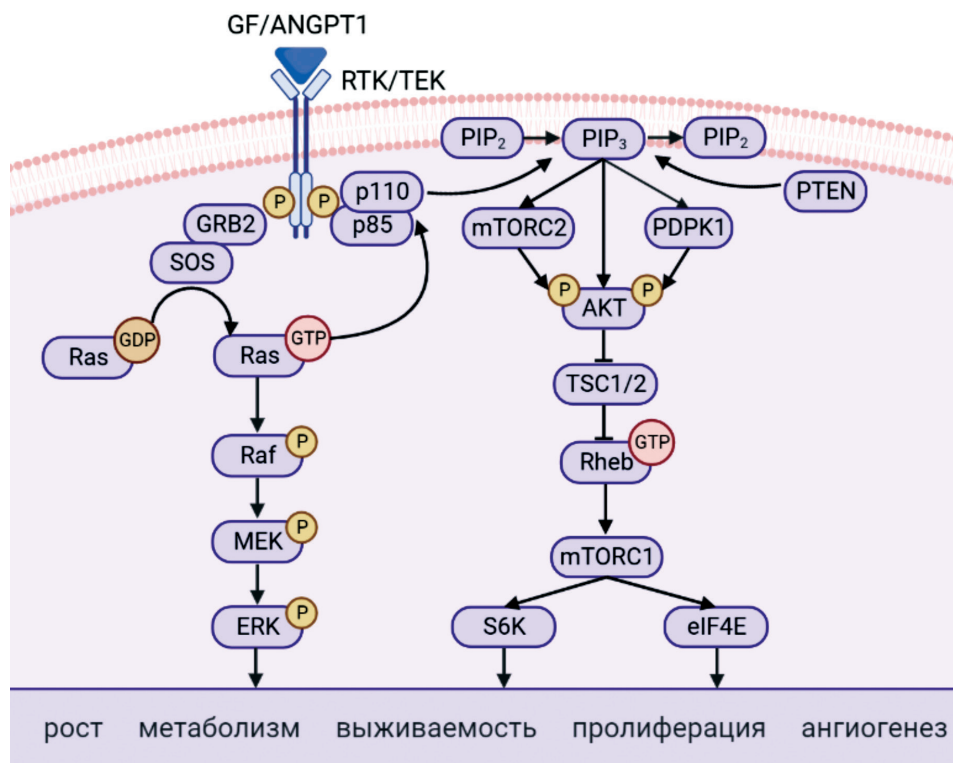 GF/ANGPT1
RTK/TEK
PIP₂
PIP₃
PIP₂
PTEN
P
P
p110
p85
GRB2
SOS
mTORC2
PDPK1
P
P
AKT
Ras
GDP
Ras
GTP
TSC1/2
Raf
P
Rheb
GTP
MEK
P
mTORC1
ERK
P
S6K
eIF4E
рост метаболизм выживаемость пролиферация ангиогенез